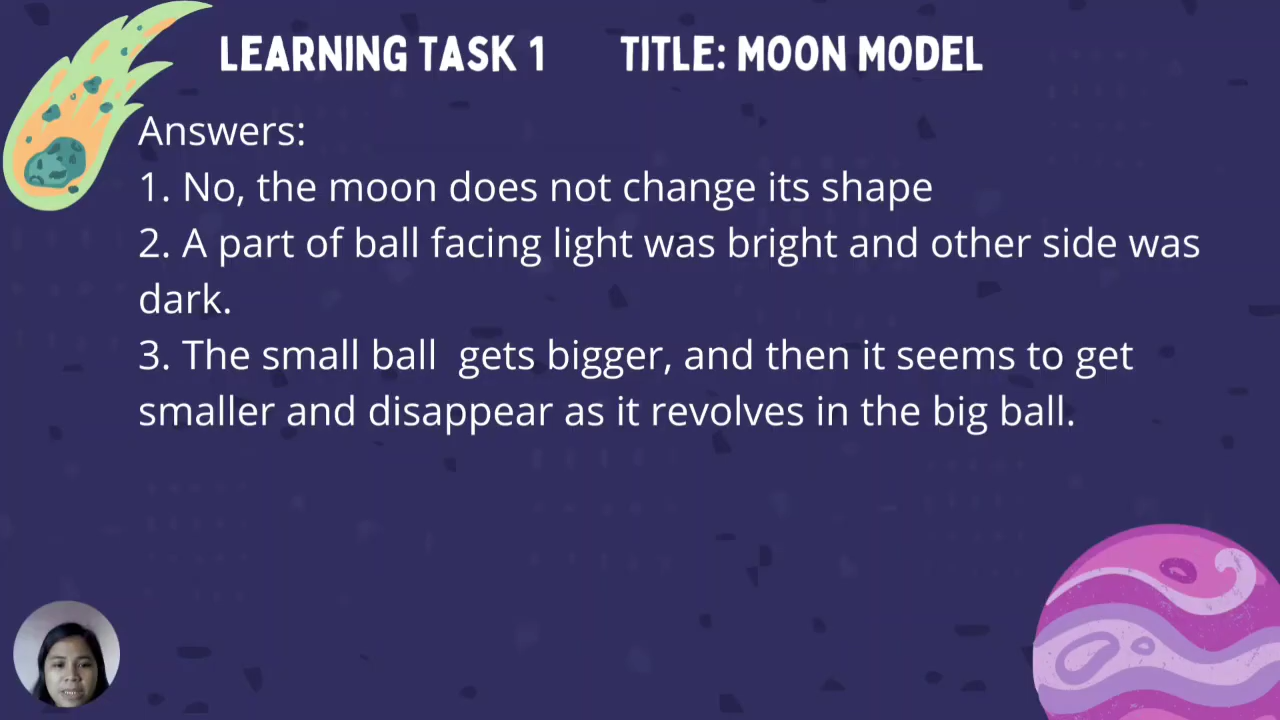 LEARNING TASK 1 TITLE: MOON MODEL
Answers:
1. No, the moon does not change its shape
2. A part of ball facing light was bright and other side was
dark.
3. The small ball gets bigger, and then it seems to get
smaller and disappear as it revolves in the big ball.